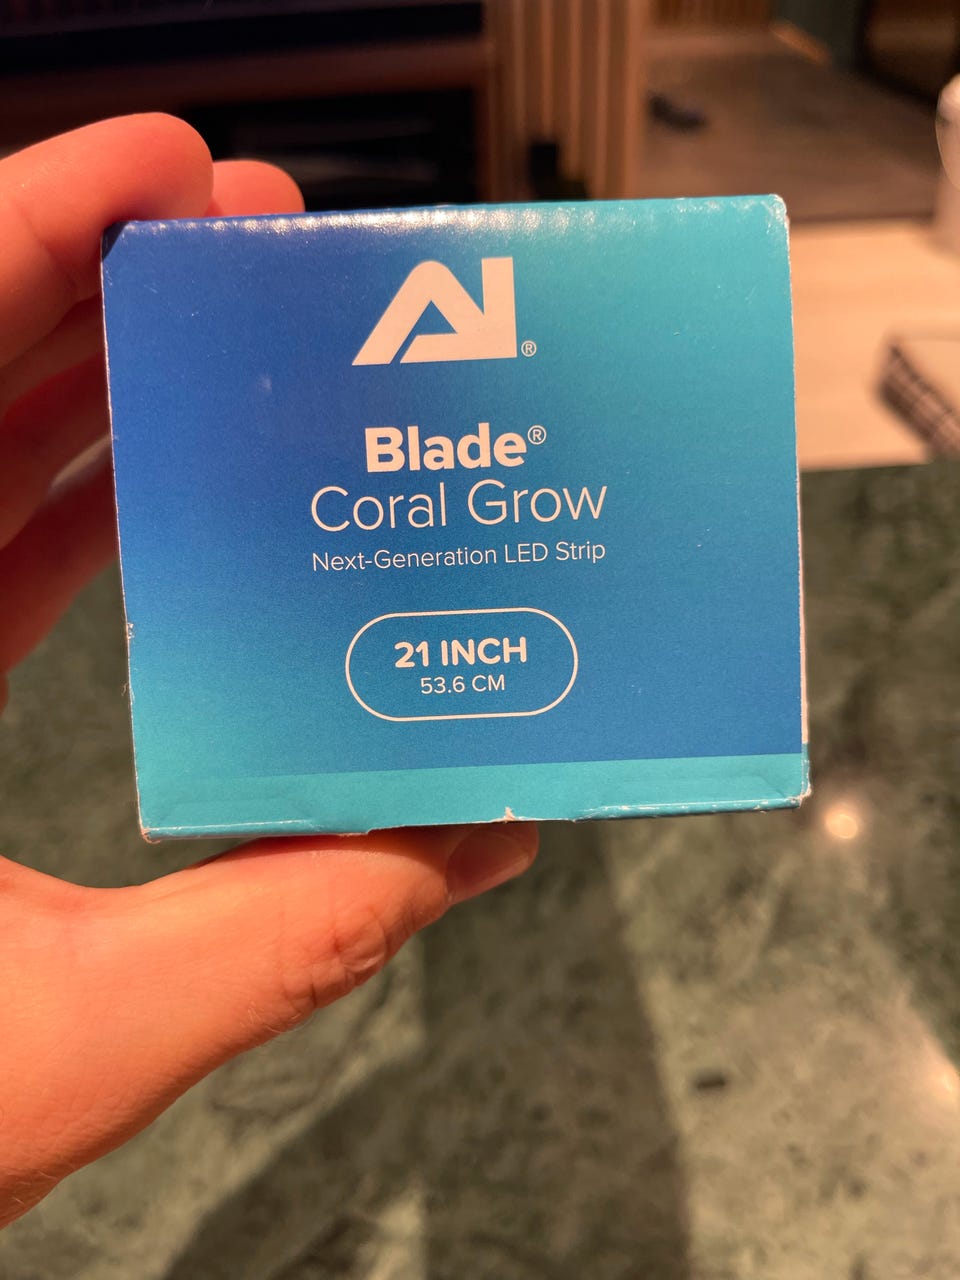 AI®
Blade®
Coral Grow
Next-Generation LED Strip
21 INCH
53.6 CM